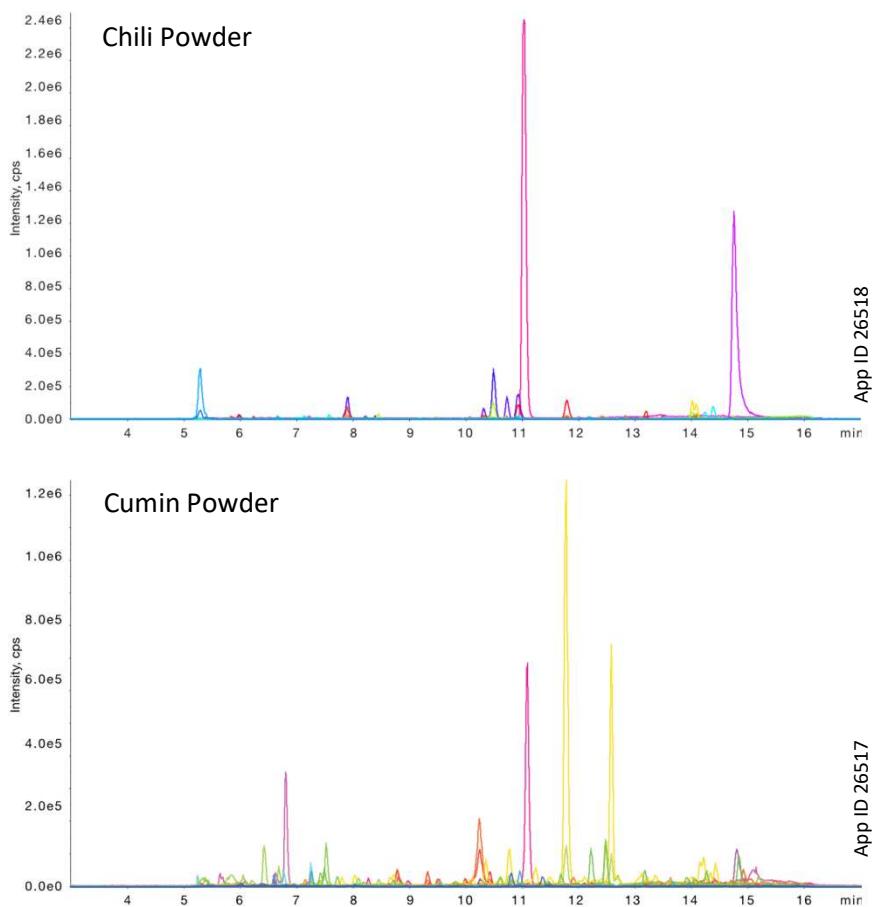 Chili Powder
2.4e6
2.2e6
2.0e6
1.8e6
1.6e6
1.4e6
1.2e6
1.0e6
8.0e5
6.0e5
4.0e5
2.0e5
0.0e0
Intensity, cps
4 5 6 7 8 9 10 11 12 13 14 15 16 min
App ID 26518
Cumin Powder
1.2e6
1.0e6
8.0e5
6.0e5
4.0e5
2.0e5
0.0e0
Intensity, cps
4 5 6 7 8 9 10 11 12 13 14 15 16 min
App ID 26517